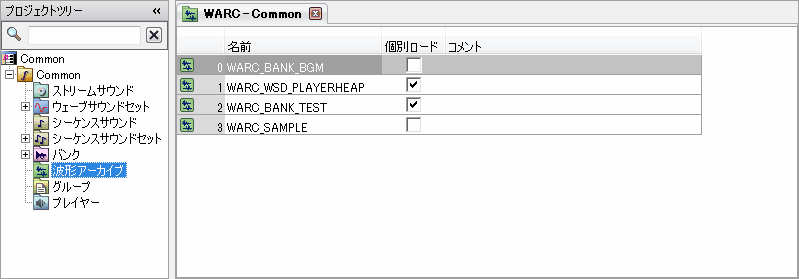 プロジェクトツリー
Common
Common
ストリームサウンド
ウェーブサウンドセット
シーケンスサウンド
シーケンスサウンドセット
バンク
波形アーカイブ
グループ
プレイヤー
WARC-Common
名前 個別ロード コメント
0 WARC_BANK_BGM
1 WARC_WSD_PLAYERHEAP
2 WARC_BANK_TEST
3 WARC_SAMPLE